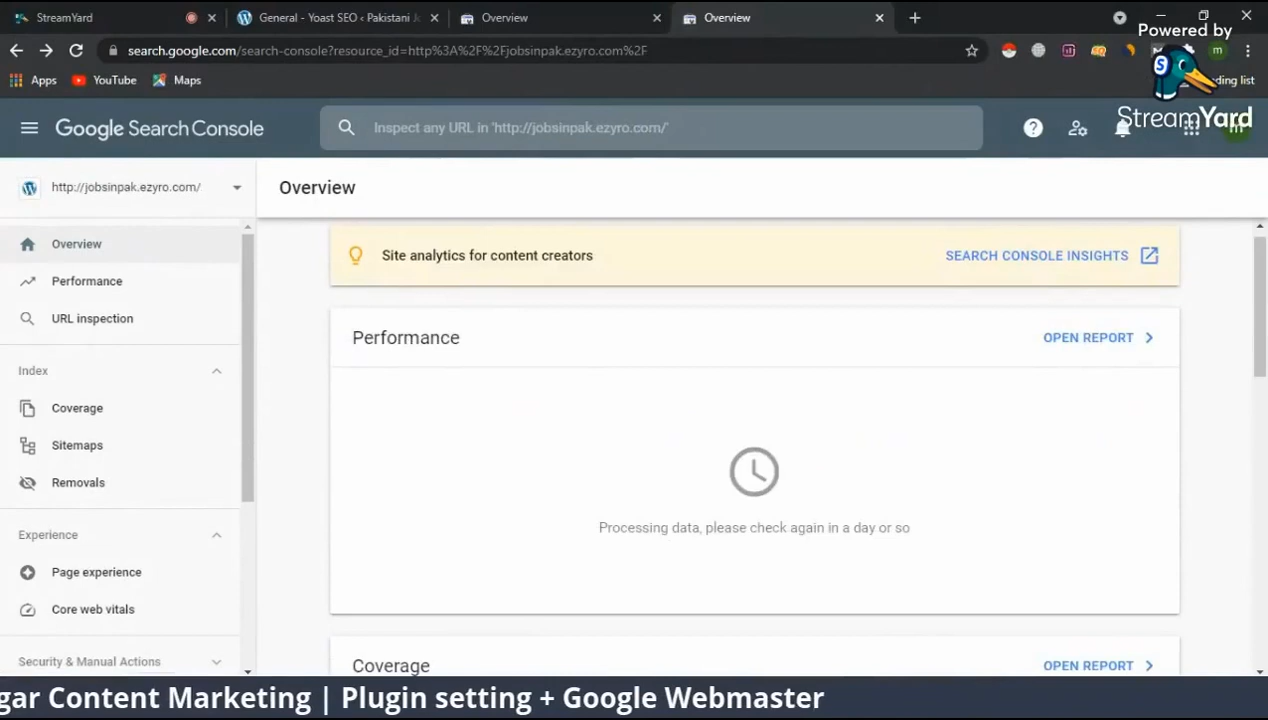 StreamYard
General - Yoast SEO ‹ Pakistani J
Overview
Overview
Powered by
search.google.com/search-console?resource_id=http%3A%2F%2Fjobsinpak.ezyro.com%2F
m
Apps
YouTube
Maps
ding list
StreamYard
Google Search Console
Inspect any URL in 'http://jobsinpak.ezyro.com/'
http://jobsinpak.ezyro.com/
Overview
Overview
Performance
URL inspection
Index
Coverage
Sitemaps
Removals
Experience
Page experience
Core web vitals
Security & Manual Actions
Site analytics for content creators
SEARCH CONSOLE INSIGHTS
Performance
OPEN REPORT
Processing data, please check again in a day or so
Coverage
OPEN REPORT
gar Content Marketing | Plugin setting + Google Webmaster